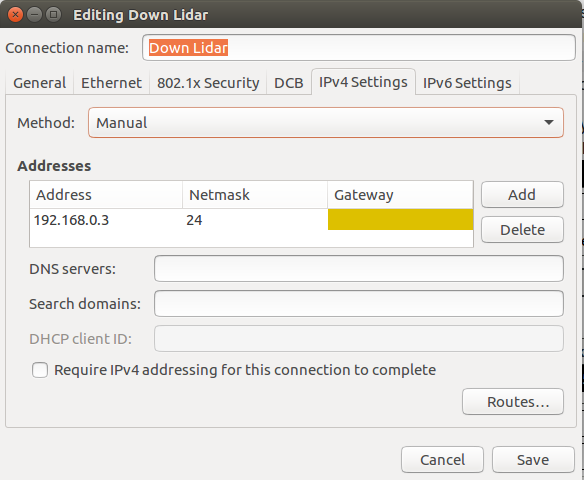 Editing Down Lidar
Connection name: Down Lidar
General Ethernet 802.1x Security DCB IPv4 Settings IPv6 Settings
Method: Manual
Addresses
Address Netmask Gateway
192.168.0.3 24
Add
Delete
DNS servers:
Search domains:
DHCP client ID:
Require IPv4 addressing for this connection to complete
Routes...
Cancel Save